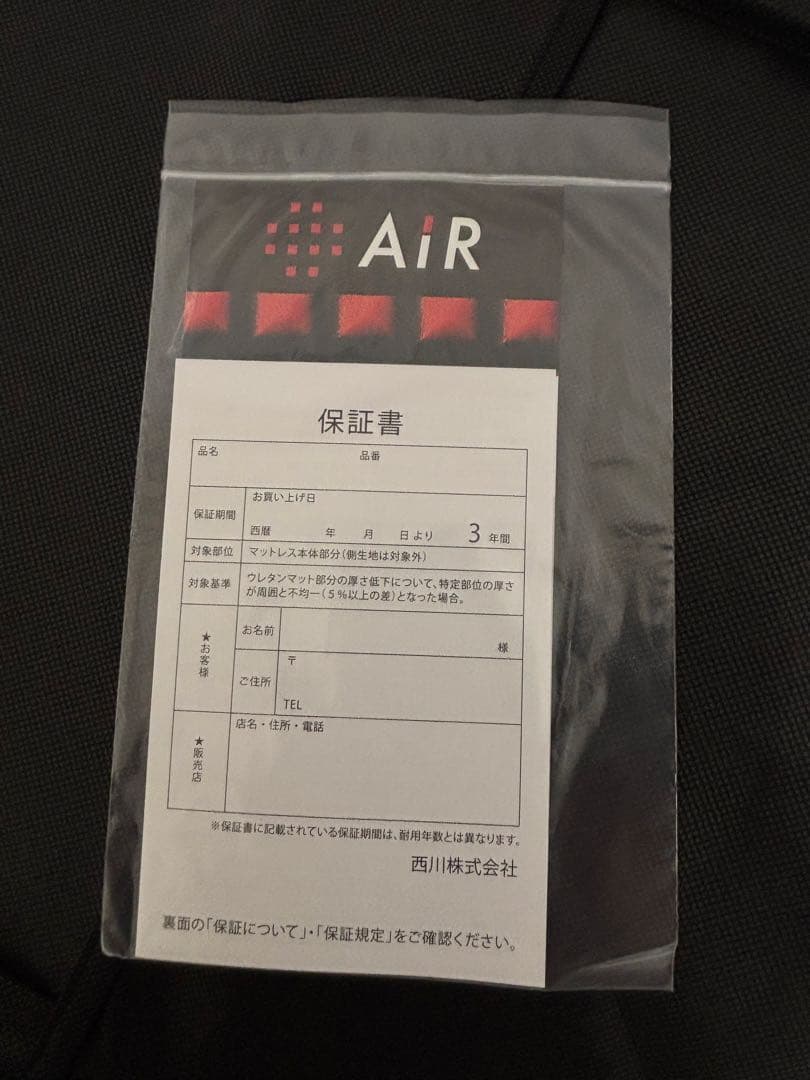 AiR
保証書
品名 品番
保証期間
お買い上げ日
西暦 年 月 日より 3年間
対象部位 マットレス本体部分(側生地は対象外)
対象基準
ウレタンマット部分の厚さ低下について、特定部位の厚さ
が周囲と不均一(5%以上の差)となった場合。
★お客様
お名前 様
ご住所 〒
TEL
★販売店
店名・住所・電話
※保証書に記載されている保証期間は、耐用年数とは異なります。
西川株式会社
裏面の「保証について」・「保証規定」をご確認ください。